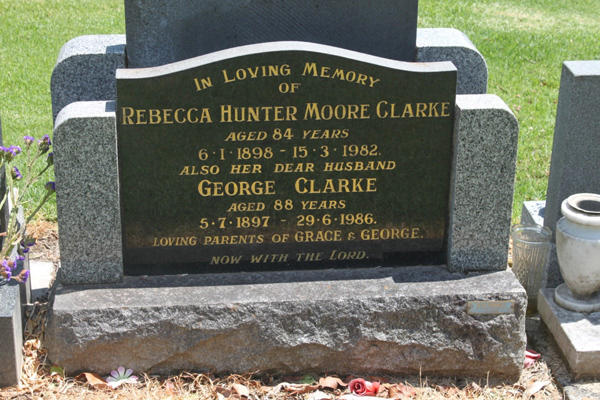 IN LOVING MEMORY
OF
REBECCA HUNTER MOORE CLARKE
AGED 84 YEARS
6·1·1898 - 15·3·1982.
ALSO HER DEAR HUSBAND
GEORGE CLARKE
AGED 88 YEARS
5·7·1897 - 29·6·1986.
LOVING PARENTS OF GRACE & GEORGE.
NOW WITH THE LORD.